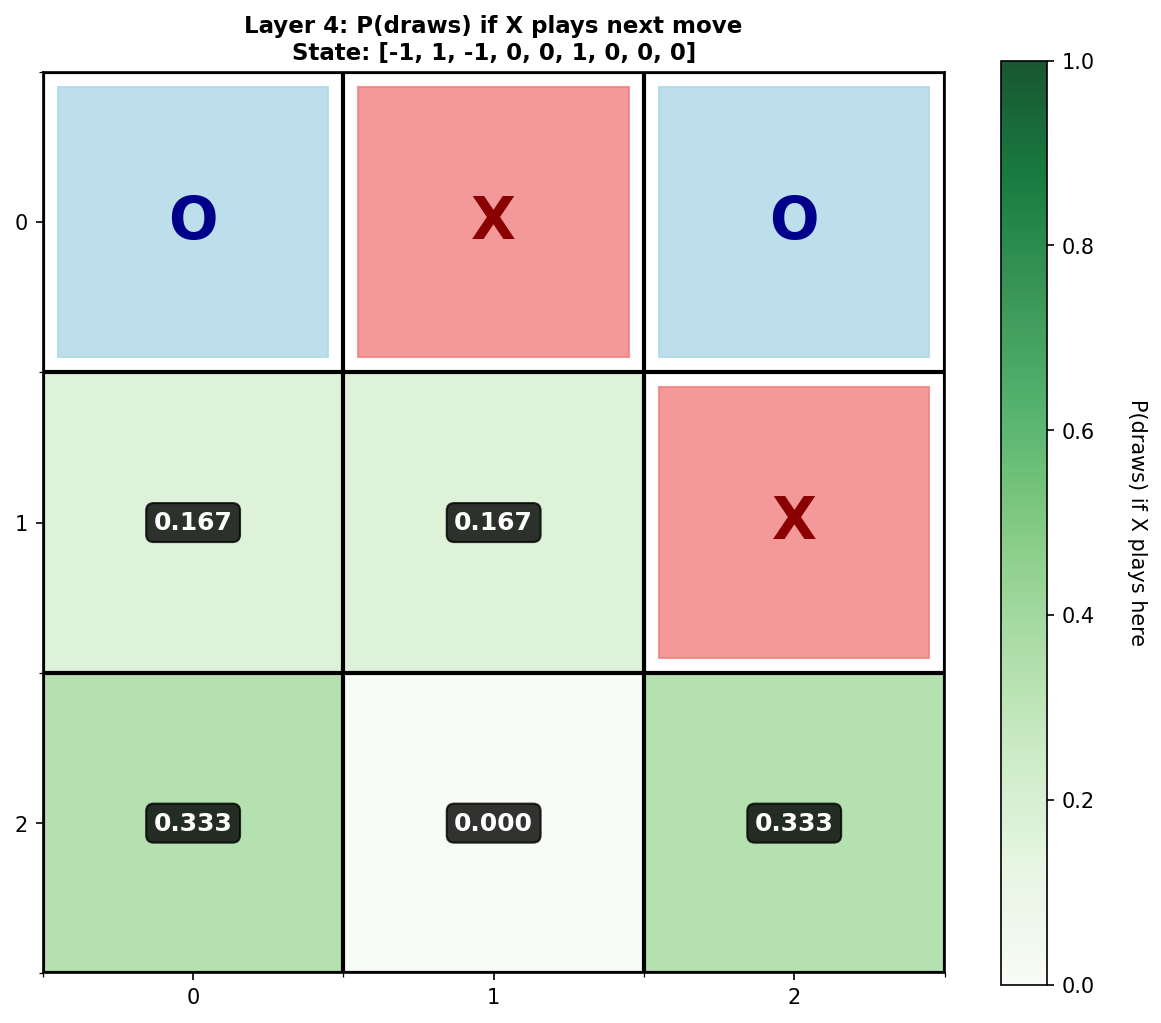 Layer 4: P(draws) if X plays next move
State: [-1, 1, -1, 0, 0, 1, 0, 0, 0]
0
O
X
O
1
0.167
0.167
X
2
0.333
0.000
0.333
0
1
2
1.0
0.8
0.6
0.4
0.2
0.0
P(draws) if X plays here